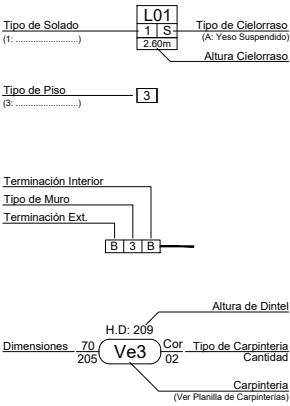 L01
Tipo de Solado 1 S Tipo de Cielorraso
(1: ........................) 2.60m (A: Yeso Suspendido)
Altura Cielorraso
Tipo de Piso 3
(3: ........................)
Terminación Interior
Tipo de Muro
Terminación Ext.
B 3 B
Altura de Dintel
H.D: 209
Dimensiones 70 Ve3 Cor Tipo de Carpinteria
205 02 Cantidad
Carpinteria
(Ver Planilla de Carpinterías)